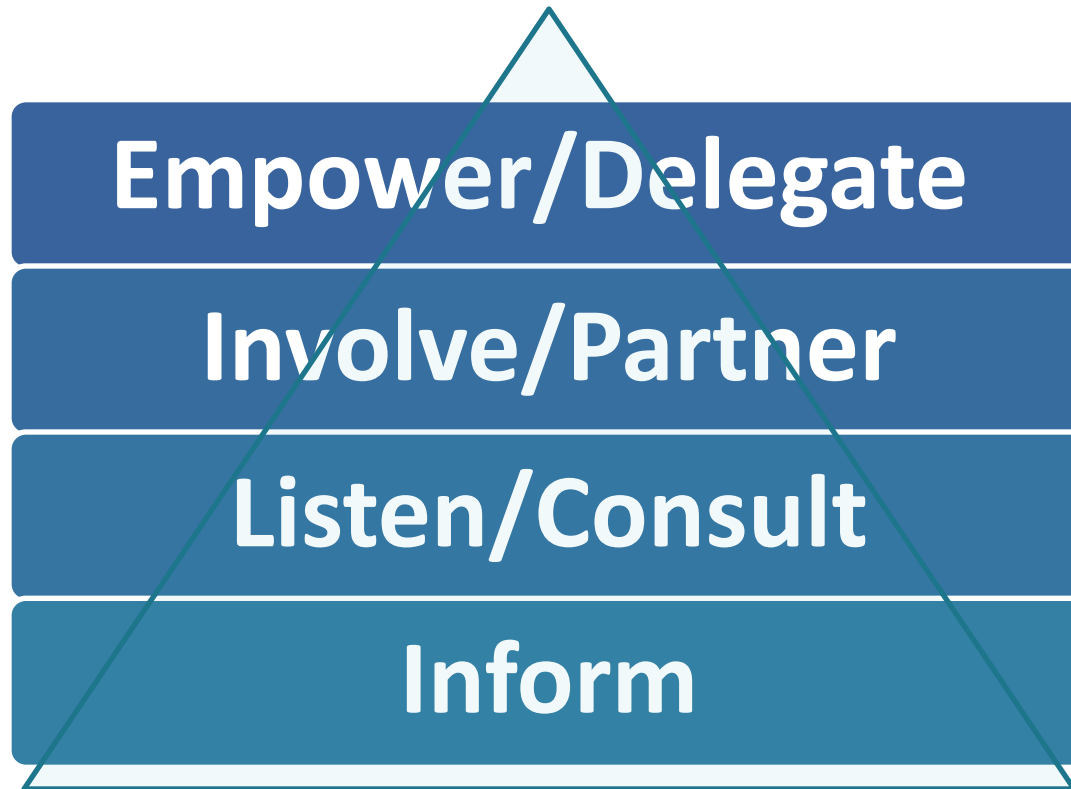 Empower/Delegate
Involve/Partner
Listen/Consult
Inform